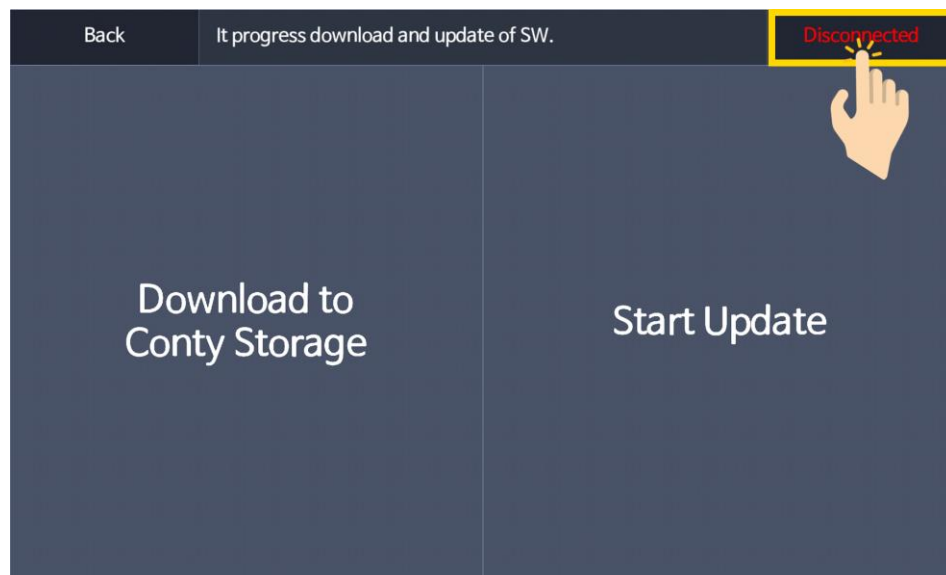 Back
It progress download and update of SW.
Disconnected
Download to
Conty Storage
Start Update